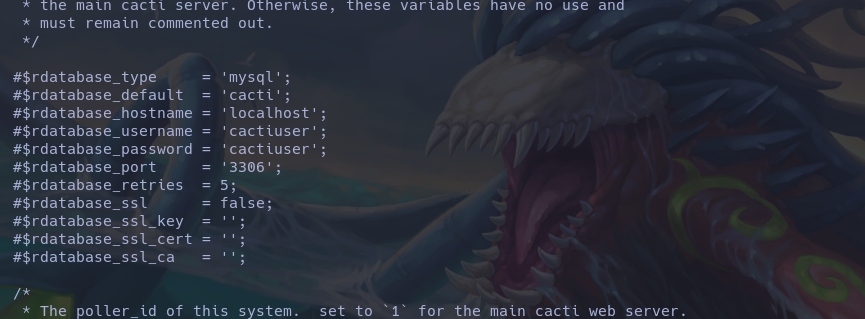 * the main cacti server. Otherwise, these variables have no use and
* must remain commented out.
*/
#$rdatabase_type     = 'mysql';
#$rdatabase_default  = 'cacti';
#$rdatabase_hostname = 'localhost';
#$rdatabase_username = 'cactiuser';
#$rdatabase_password = 'cactiuser';
#$rdatabase_port     = '3306';
#$rdatabase_retries  = 5;
#$rdatabase_ssl      = false;
#$rdatabase_ssl_key  = '';
#$rdatabase_ssl_cert = '';
#$rdatabase_ssl_ca   = '';
/*
* The poller_id of this system.  set to `1` for the main cacti web server.